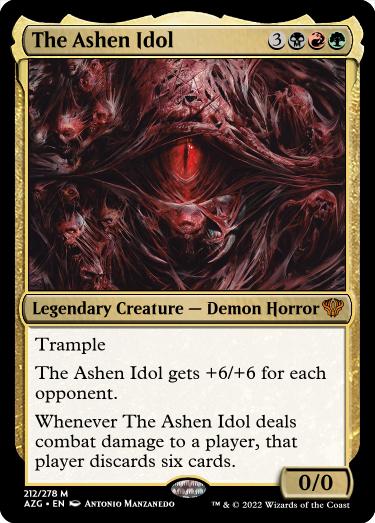 The Ashen Idol 3
Legendary Creature — Demon Horror
Trample
The Ashen Idol gets +6/+6 for each
opponent.
Whenever The Ashen Idol deals
combat damage to a player, that
player discards six cards.
0/0
212/278 M
AZG • EN Antonio Manzanedo
™ & © 2022 Wizards of the Coast